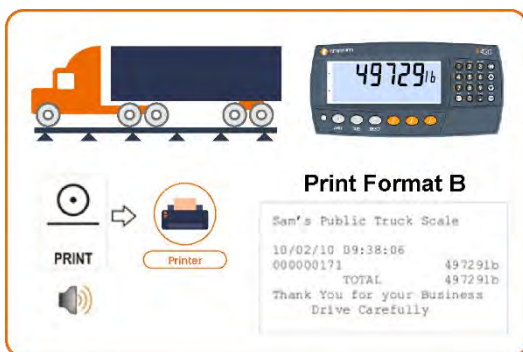 49729lb
Print Format B
Sam's Public Truck Scale
10/02/10 09:38:06
000000171 49729lb
TOTAL 49729lb
Thank You for your Business
Drive Carefully
PRINT
Printer